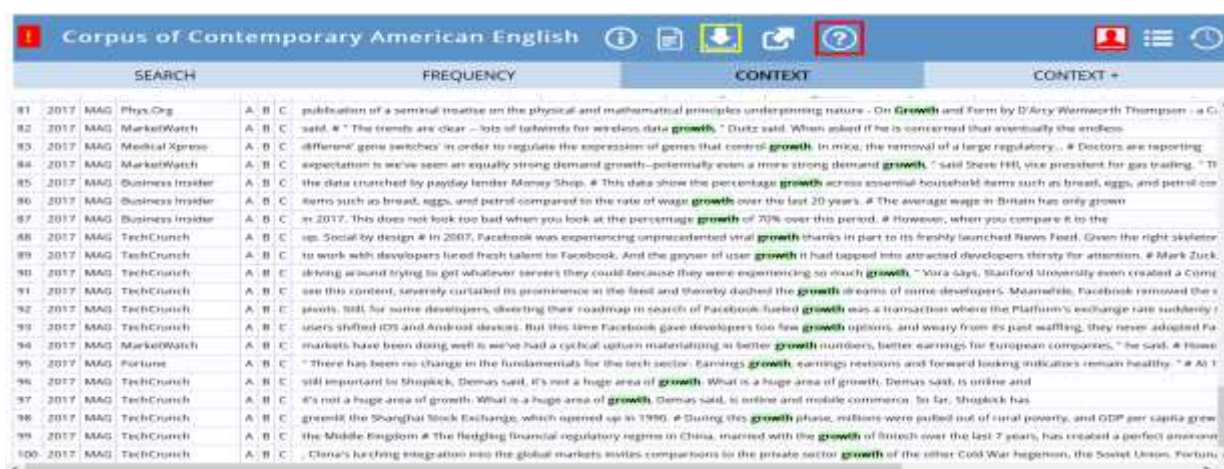 ! Corpus of Contemporary American English
SEARCH FREQUENCY CONTEXT CONTEXT +
81 2017 MAG Phys.Org A B C publication of a seminal treatise on the physical and mathematical principles underpinning nature - On Growth and Form by D'Arcy Wentworth Thompson - a
82 2017 MAG MarketWatch A B C said. # " The trends are clear -- lots of tailwinds for wireless data growth, " Duitz said. When asked if he is concerned that eventually the endless
83 2017 MAG Medical Xpress A B C different' gene switches' in order to regulate the expression of genes that control growth. In mice, the removal of a large regulatory... # Doctors are reporting
84 2017 MAG MarketWatch A B C expectation is we've seen an equally strong demand growth--potentially even a more strong demand growth, " said Steve Hill, vice president for gas trading. "
85 2017 MAG Business Insider A B C the data crunched by payday lender Money Shop. # This data show the percentage growth across essential household items such as bread, eggs, and petrol
86 2017 MAG Business Insider A B C items such as bread, eggs, and petrol compared to the rate of wage growth over the last 20 years. # The average wage in Britain has only grown
87 2017 MAG Business Insider A B C in 2017. This does not look too bad when you look at the percentage growth of 70% over this period. # However, when you compare it to the
88 2017 MAG TechCrunch A B C up. Social by design # In 2007, Facebook was experiencing unprecedented viral growth thanks in part to its freshly launched News Feed. Given the right
89 2017 MAG TechCrunch A B C to work with developers lured fresh talent to Facebook. And the geyser of user growth it had tapped into attracted developers thirsty for attention. # Mark
90 2017 MAG TechCrunch A B C driving around trying to get whatever servers they could because they were experiencing so much growth, " Vora says. Stanford University even created a
91 2017 MAG TechCrunch A B C see this content, severely curtailed its prominence in the feed and thereby dashed the growth dreams of some developers. Meanwhile, Facebook removed the
92 2017 MAG TechCrunch A B C pivots. Still, for some developers, diverting their roadmap in search of Facebook fueled growth was a transaction where the Platform's exchange rate suddenly
93 2017 MAG TechCrunch A B C users shifted iOS and Android devices. But this time Facebook gave developers too few growth options, and weary from its past waffling, they never adopted
94 2017 MAG MarketWatch A B C markets have been doing well is we've had a cyclical upturn materializing in better growth numbers, better earnings for European companies, " he said. #
95 2017 MAG Fortune A B C " There has been no change in the fundamentals for the tech sector. Earnings growth, earnings revisions and forward looking indicators remain healthy. " #
96 2017 MAG TechCrunch A B C still important to Shopkick, Demas said, it's not a huge area of growth. What is a huge area of growth, Demas said, is online and
97 2017 MAG TechCrunch A B C it's not a huge area of growth. What is a huge area of growth, Demas said, is online and mobile commerce. So far, Shopkick has
98 2017 MAG TechCrunch A B C greenlit the Shanghai Stock Exchange, which opened up in 1990. # During this growth phase, millions were pulled out of rural poverty, and GDP per capita grew
99 2017 MAG TechCrunch A B C the Middle Kingdom # The fledgling financial regulatory regime in China, married with the growth of fintech over the last 7 years, has created a perfect
100 2017 MAG TechCrunch A B C . China's lurching integration into the global markets invites comparisons to the private sector growth of the other Cold War hegemon, the Soviet Union.